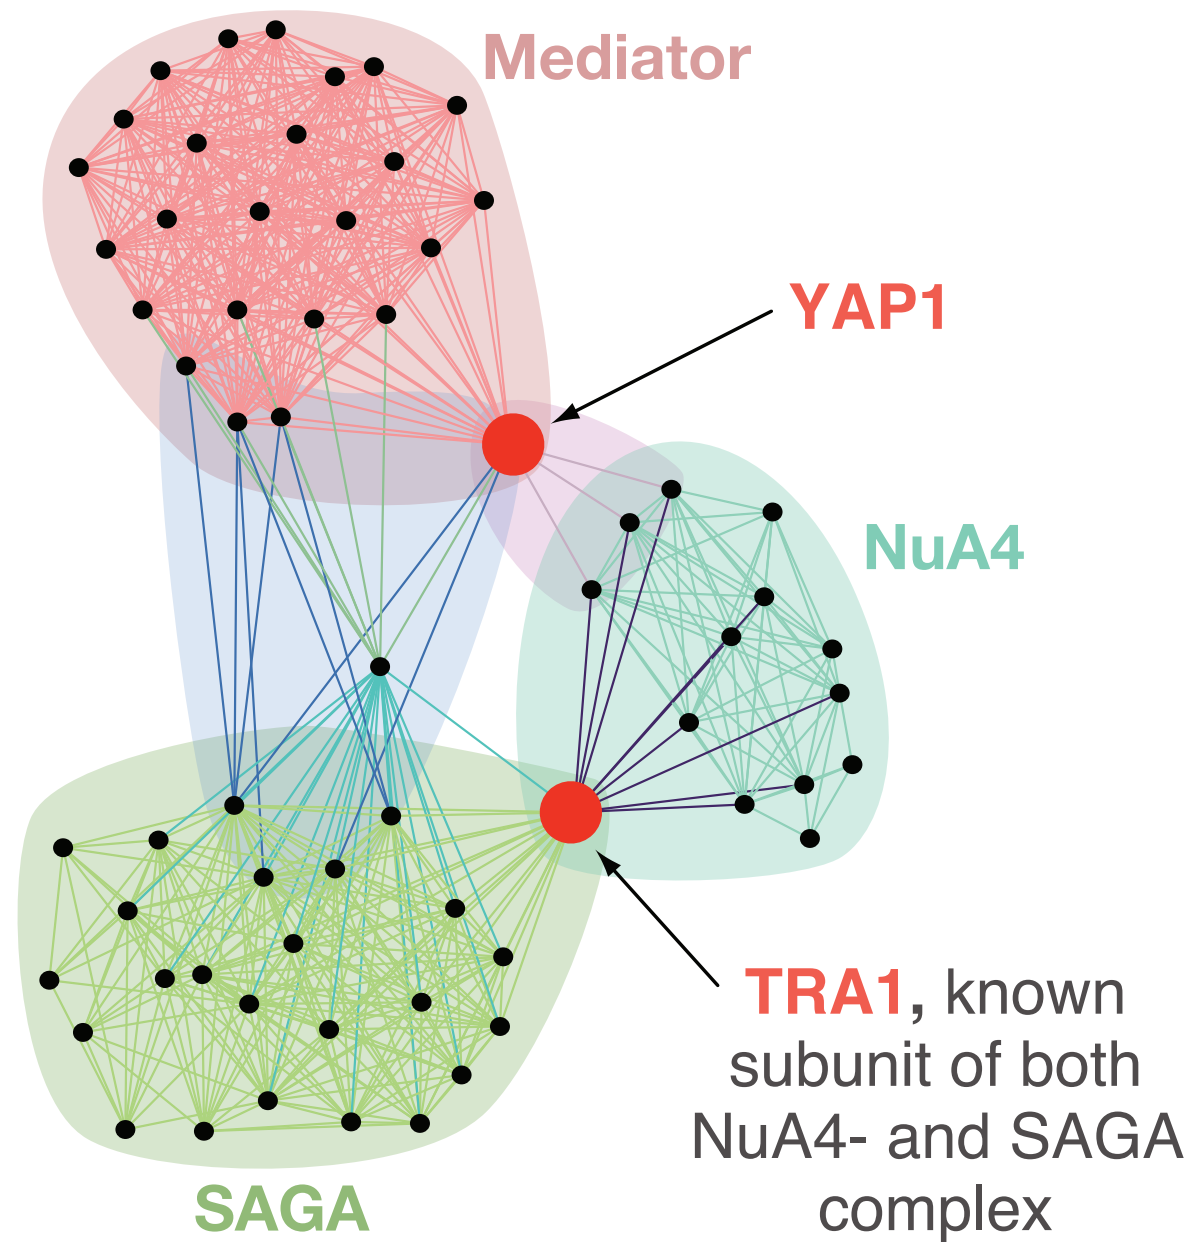 Mediator
YAP1
NuA4
TRA1, known
subunit of both
NuA4- and SAGA
complex
SAGA